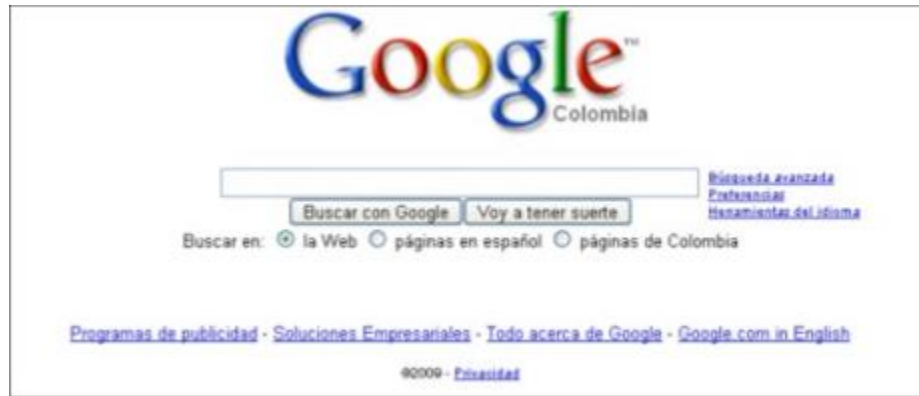 Google™
Colombia
Búsqueda avanzada
Preferencias
Herramientas del idioma
Buscar con Google Voy a tener suerte
Buscar en: la Web páginas en español páginas de Colombia
Programas de publicidad - Soluciones Empresariales - Todo acerca de Google - Google.com in English
©2009 - Privacidad